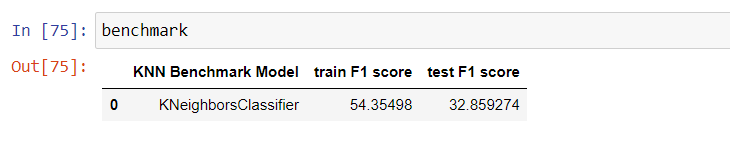 In [75]: benchmark
Out[75]:
KNN Benchmark Model train F1 score test F1 score
0 KNeighborsClassifier 54.35498 32.859274